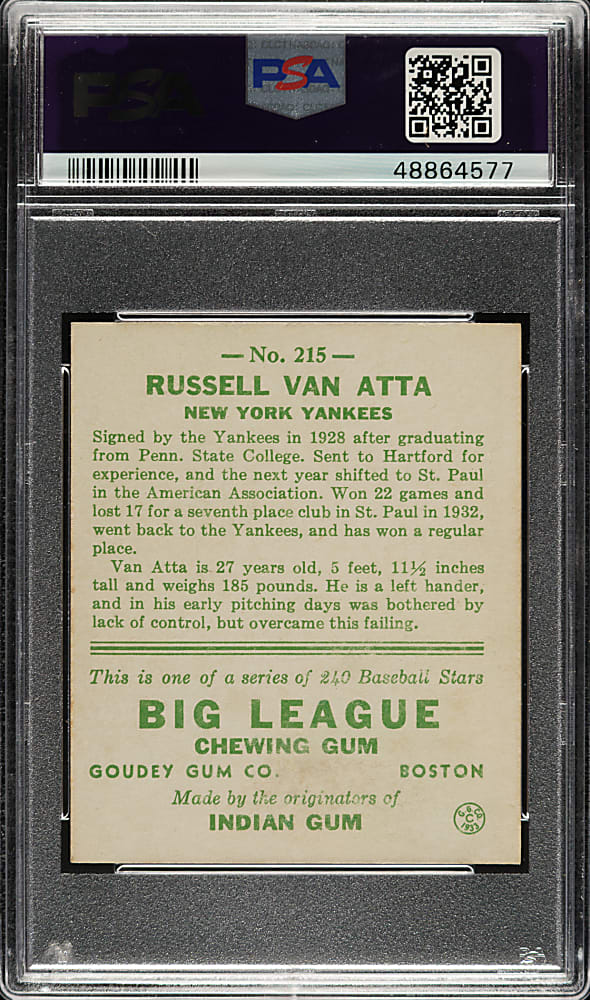 PSA
PSA
48864577
— No. 215 —
RUSSELL VAN ATTA
NEW YORK YANKEES
Signed by the Yankees in 1928 after graduating
from Penn. State College. Sent to Hartford for
experience, and the next year shifted to St. Paul
in the American Association. Won 22 games and
lost 17 for a seventh place club in St. Paul in 1932,
went back to the Yankees, and has won a regular
place.
Van Atta is 27 years old, 5 feet, 11½ inches
tall and weighs 185 pounds. He is a left hander,
and in his early pitching days was bothered by
lack of control, but overcame this failing.
This is one of a series of 240 Baseball Stars
BIG LEAGUE
CHEWING GUM
GOUDEY GUM CO. BOSTON
Made by the originators of
INDIAN GUM
G.G.CO.
C
1933